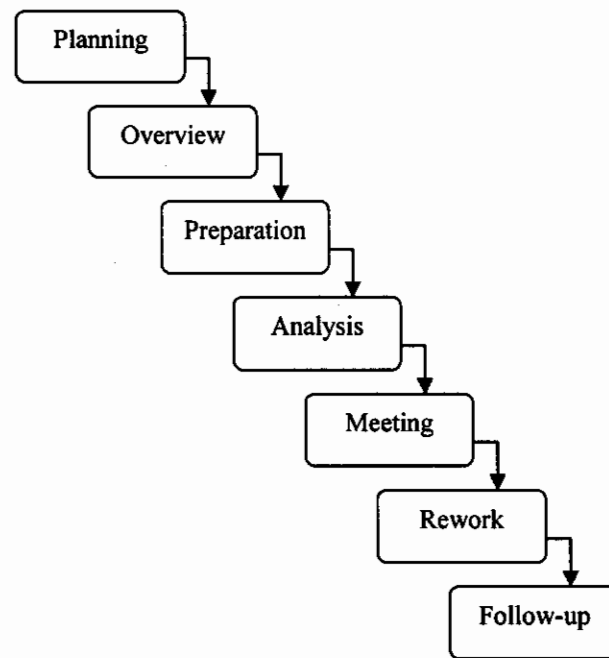 Planning
Overview
Preparation
Analysis
Meeting
Rework
Follow-up